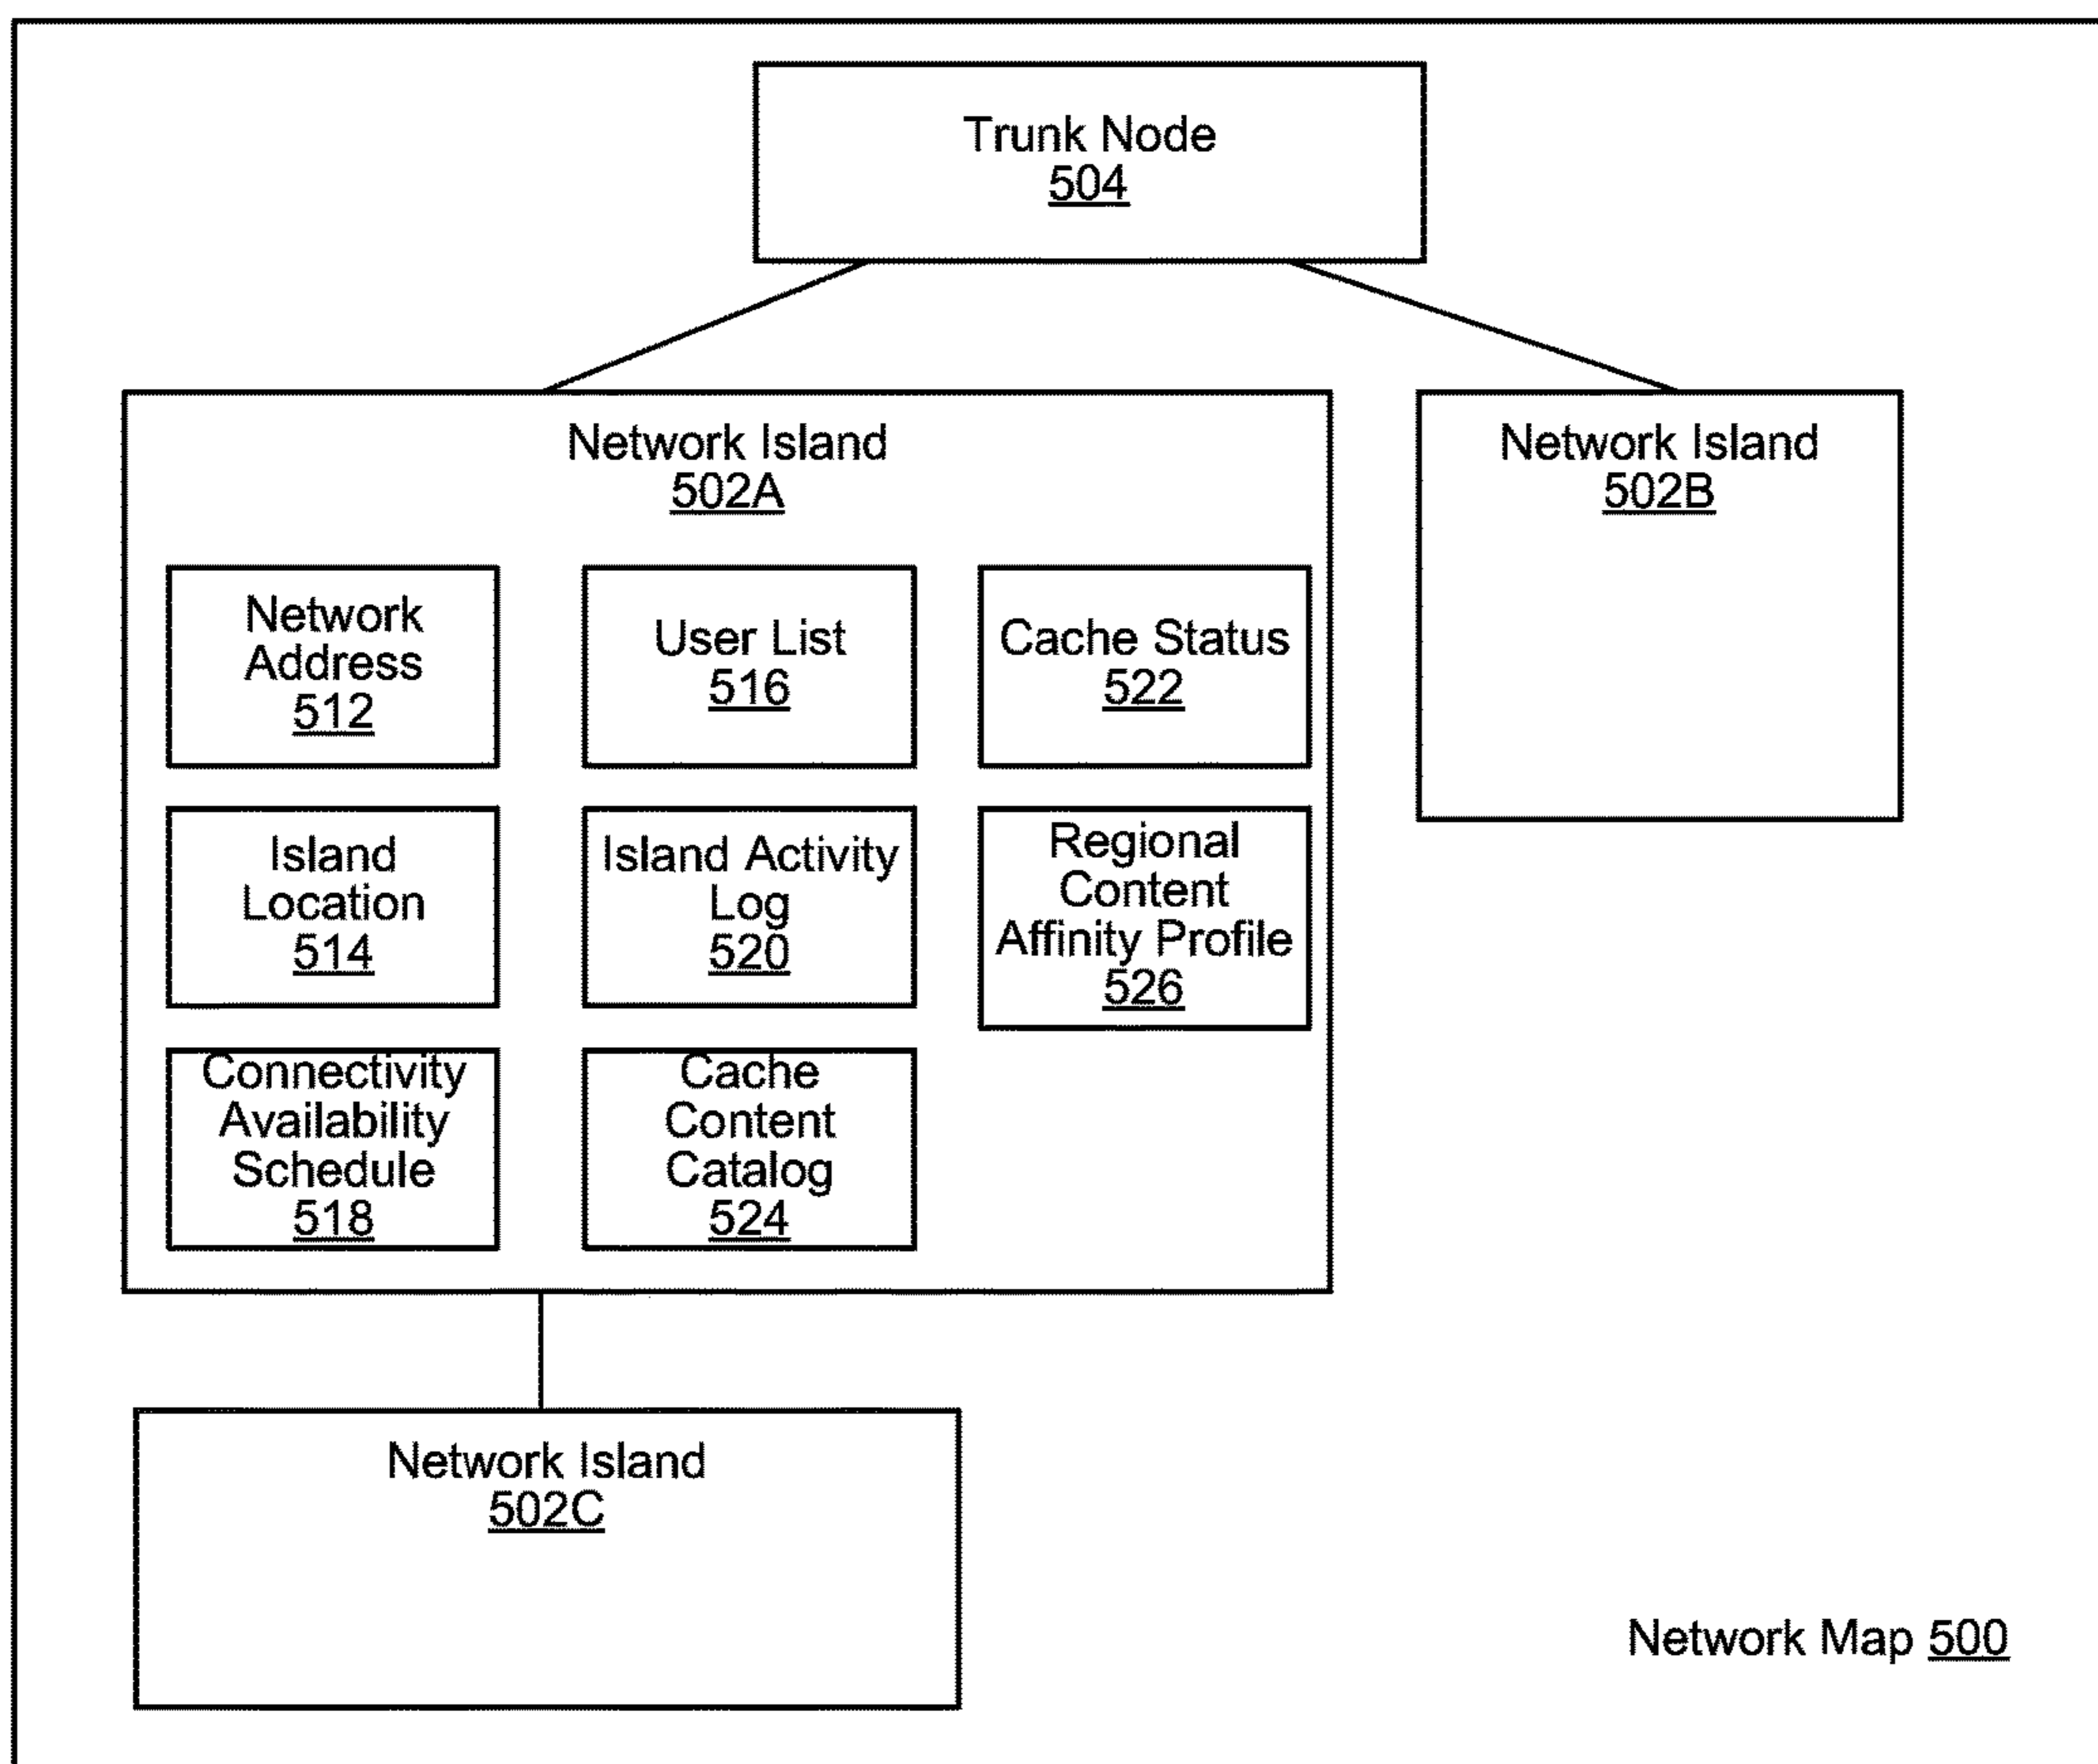 Trunk Node
504
Network Island
502A
Network Island
502B
Network
Address
512
User List
516
Cache Status
522
Island
Location
514
Island Activity
Log
520
Regional
Content
Affinity Profile
526
Connectivity
Availability
Schedule
518
Cache
Content
Catalog
524
Network Island
502C
Network Map 500